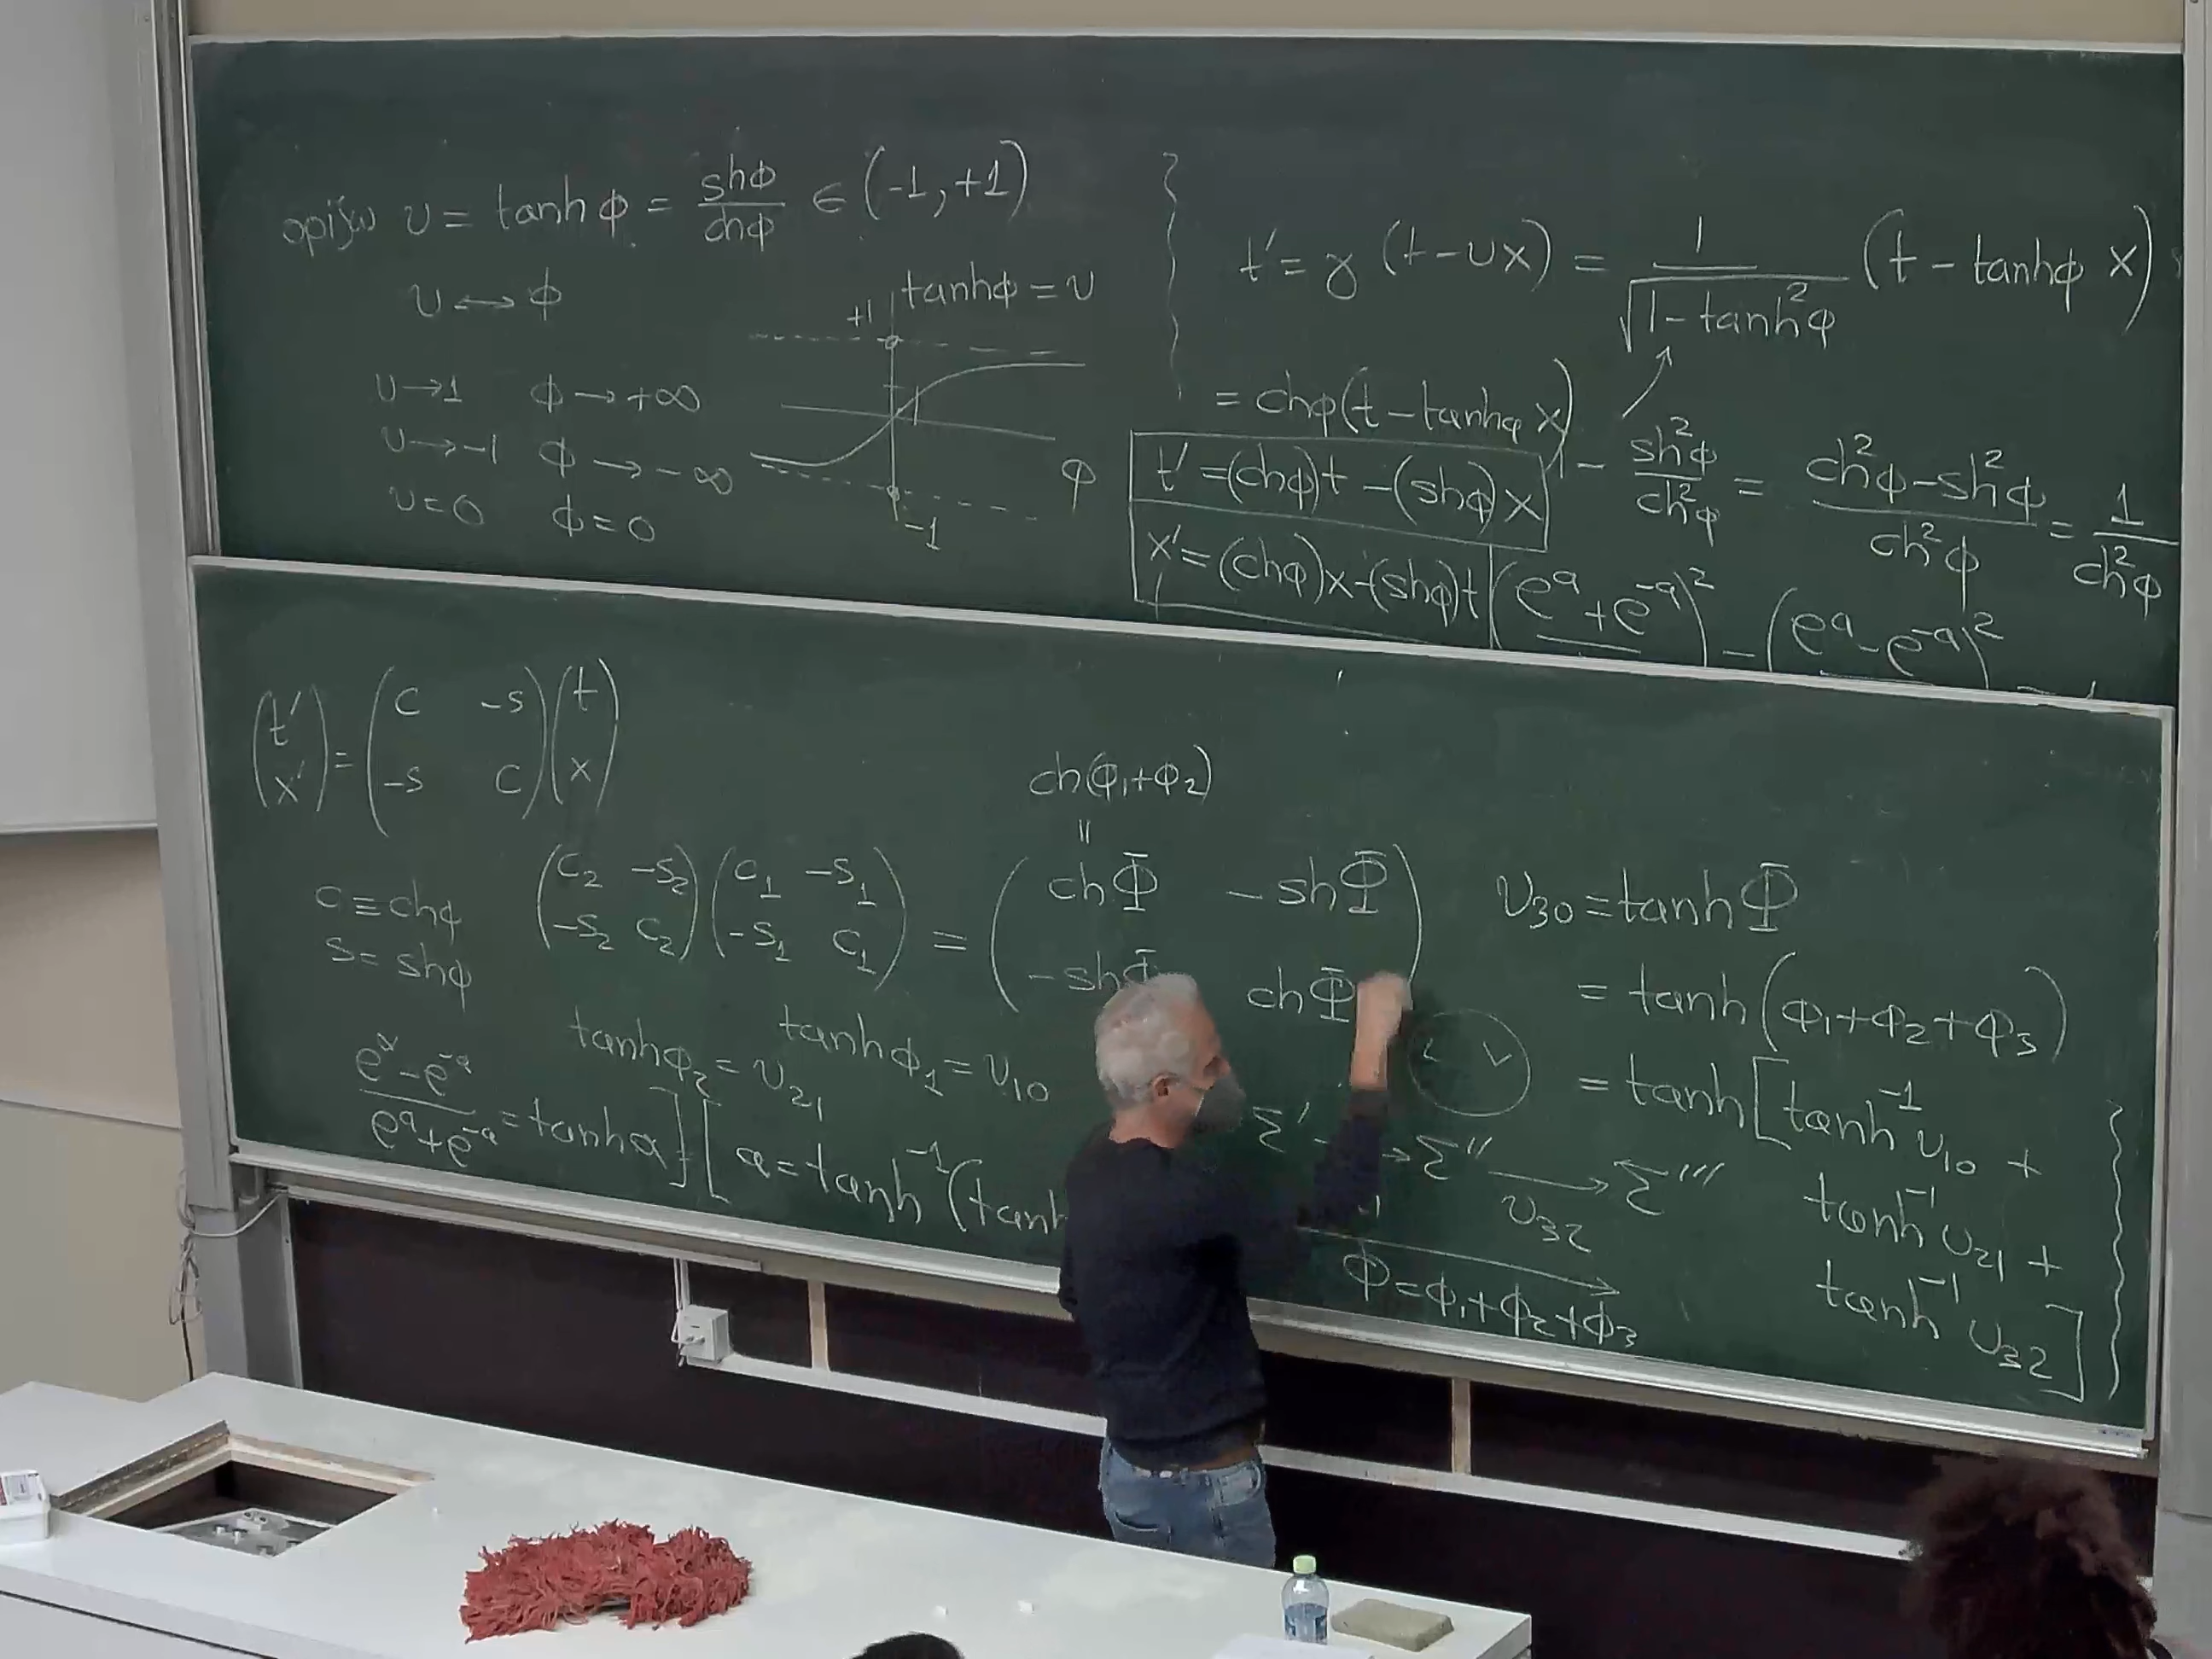 ορίζω υ = tanh φ = shφ/chφ ∈ (-1, +1)
υ ↔ φ
υ → 1 φ → +∞
υ → -1 φ → -∞
υ = 0 φ = 0
tanhφ = υ
+1
φ
-1
t' = γ (t - υx) = 1/√(1 - tanh²φ) (t - tanhφ x)
= chφ(t - tanhφ x)
t' = (chφ)t - (shφ)x
x' = (chφ)x - (shφ)t
1 - sh²φ/ch²φ = (ch²φ - sh²φ)/ch²φ = 1/ch²φ
(e^a + e^-a)² - (e^a - e^-a)²
(t' x') = (c -s -s c)(t x)
c ≡ chφ
s = shφ
ch(φ₁+φ₂)
=
(c₂ -s₂ -s₂ c₂)(c₁ -s₁ -s₁ c₁) = (chΦ -shΦ -shΦ chΦ)
tanhφ₂ = υ₂₁ tanhφ₁ = υ₁₀
(e^a - e^-a)/(e^a + e^-a) = tanh a] [a = tanh⁻¹(tanh
Σ' → Σ'' → Σ'''
υ₃₂
Φ = φ₁+φ₂+φ₃
υ₃₀ = tanhΦ
= tanh(φ₁+φ₂+φ₃)
= tanh[tanh⁻¹ υ₁₀ +
tanh⁻¹ υ₂₁ +
tanh⁻¹ υ₃₂]